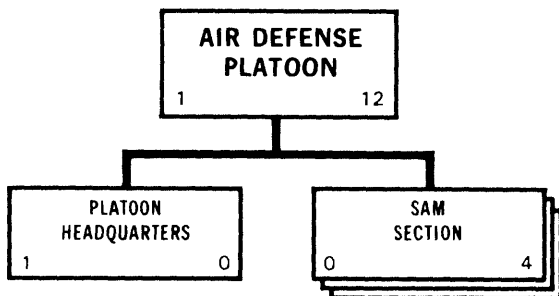 AIR DEFENSE
PLATOON
1 12
PLATOON
HEADQUARTERS
1 0
SAM
SECTION
0 4